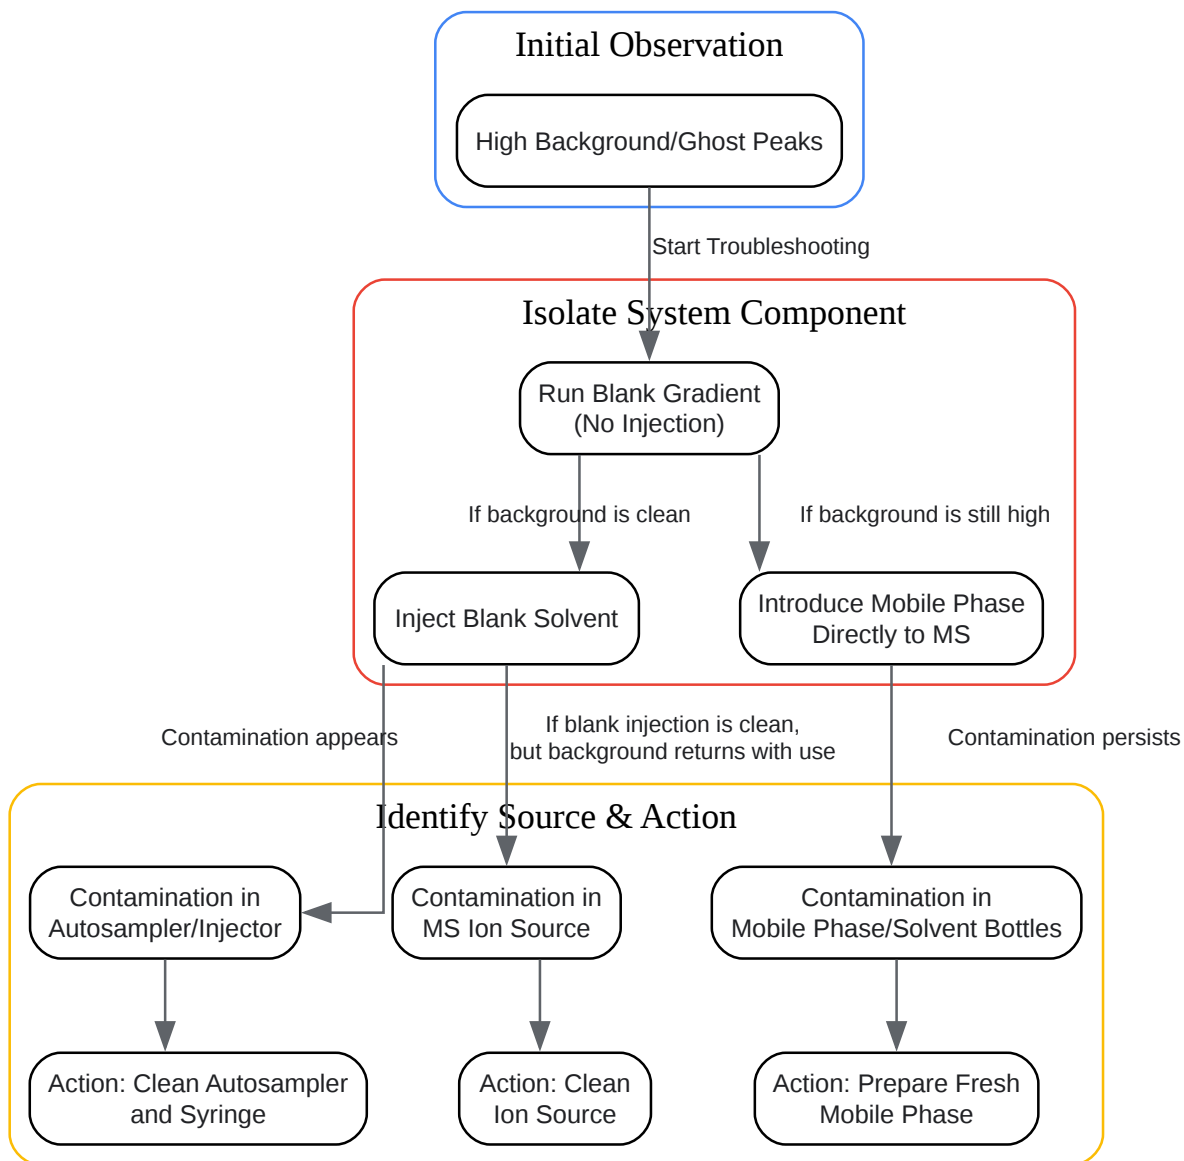 Initial Observation
High Background/Ghost Peaks
Start Troubleshooting
Isolate System Component
Run Blank Gradient
(No Injection)
If background is clean
If background is still high
Inject Blank Solvent
Introduce Mobile Phase
Directly to MS
Contamination appears
If blank injection is clean,
but background returns with use
Contamination persists
Identify Source & Action
Contamination in
Autosampler/Injector
Contamination in
MS Ion Source
Contamination in
Mobile Phase/Solvent Bottles
Action: Clean Autosampler
and Syringe
Action: Clean
Ion Source
Action: Prepare Fresh
Mobile Phase